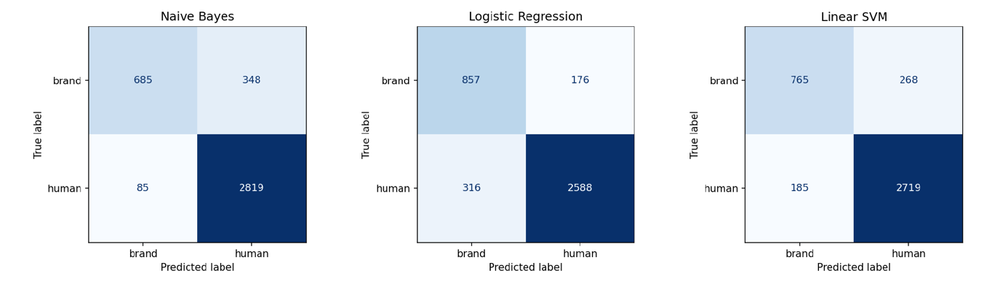 Naive Bayes
Logistic Regression
Linear SVM
True label
brand
685
348
human
85
2819
brand
human
Predicted label
True label
brand
857
176
human
316
2588
brand
human
Predicted label
True label
brand
765
268
human
185
2719
brand
human
Predicted label